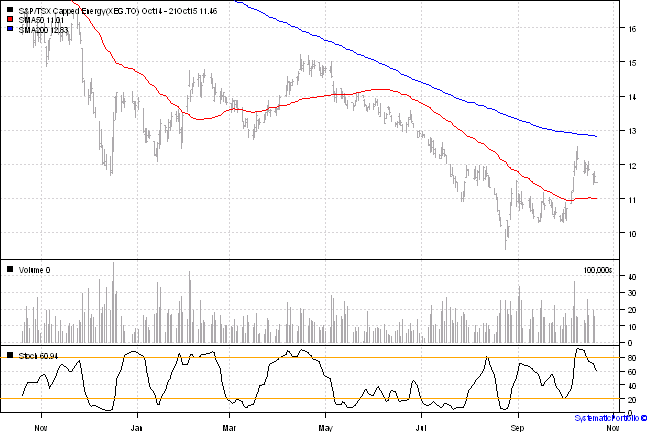 S&P/TSX Capped Energy(XEG.TO) Oct14 - 21Oct15 11.46
SMA50 11.01
SMA200 12.83
16
15
14
13
12
11
10
Volume 0
100,000s
40
30
20
10
0
Stoch 60.94
80
60
40
20
0
Nov
Jan
Mar
May
Jul
Sep
Nov
SystematicPortfolio ©